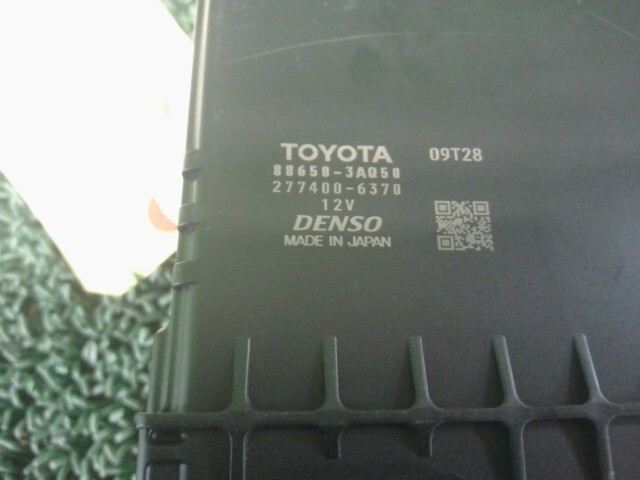 TOYOTA 09T28
88650-3AQ50
277400-6370
12V
DENSO
MADE IN JAPAN